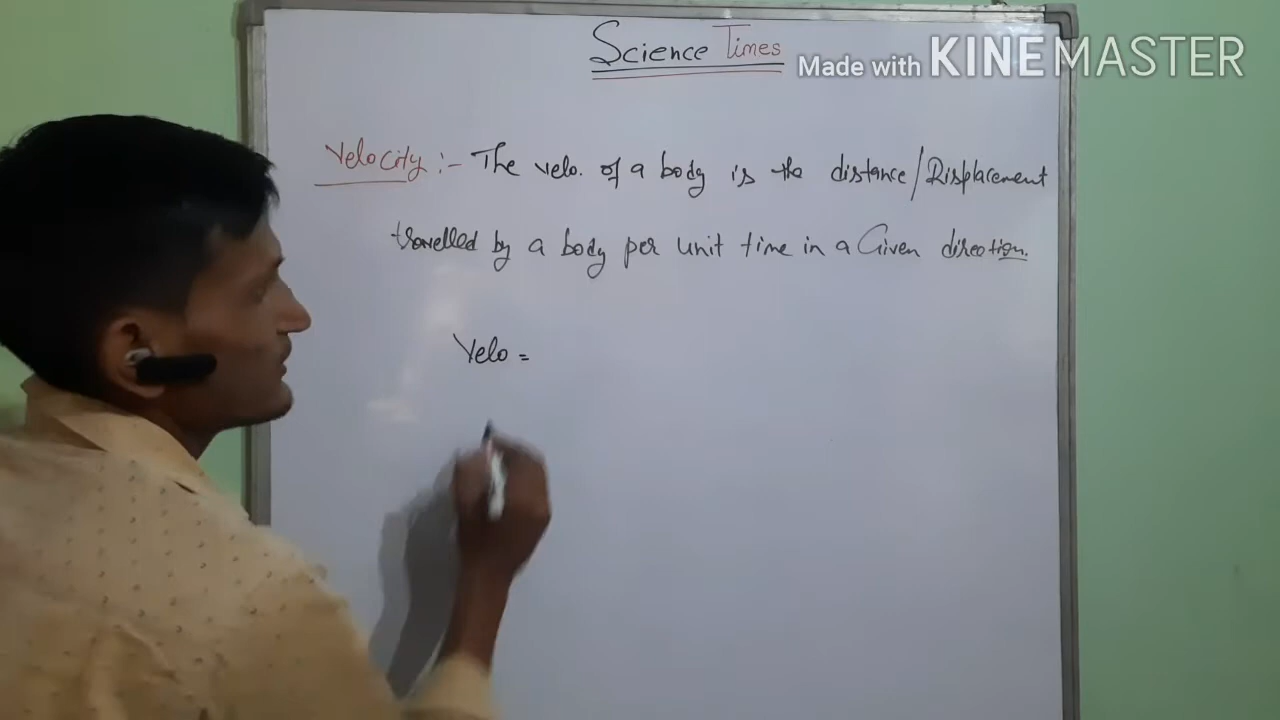 Science Times
Made with KINEMASTER
Velocity :- The velo. of a body is the distance/Displacement
travelled by a body per unit time in a Given direction.
Velo =